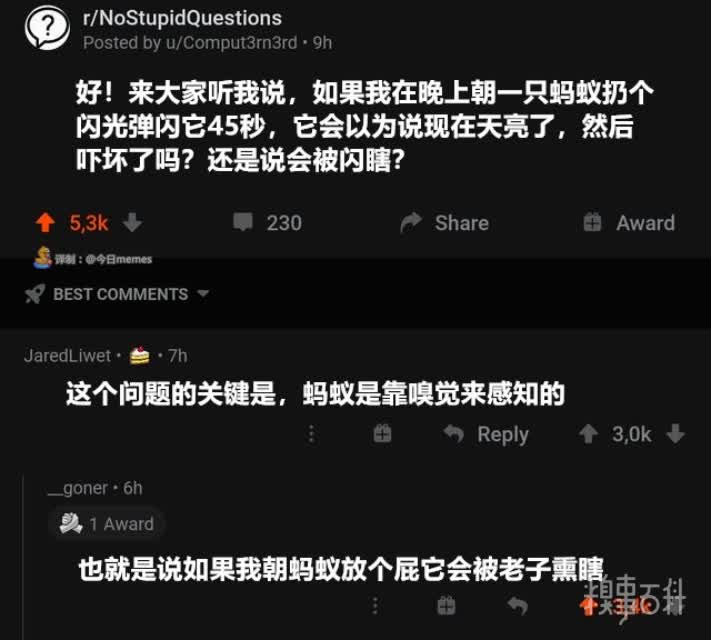 r/NoStupidQuestions
Posted by u/Comput3rn3rd • 9h
好！来大家听我说，如果我在晚上朝一只蚂蚁扔个
闪光弹闪它45秒，它会以为说现在天亮了，然后
吓坏了吗？还是说会被闪瞎？
5,3k 230 Share Award
译制：@今日memes
BEST COMMENTS
JaredLiwet • 7h
这个问题的关键是，蚂蚁是靠嗅觉来感知的
Reply 3,0k
__goner • 6h
1 Award
也就是说如果我朝蚂蚁放个屁它会被老子熏瞎
3,4k